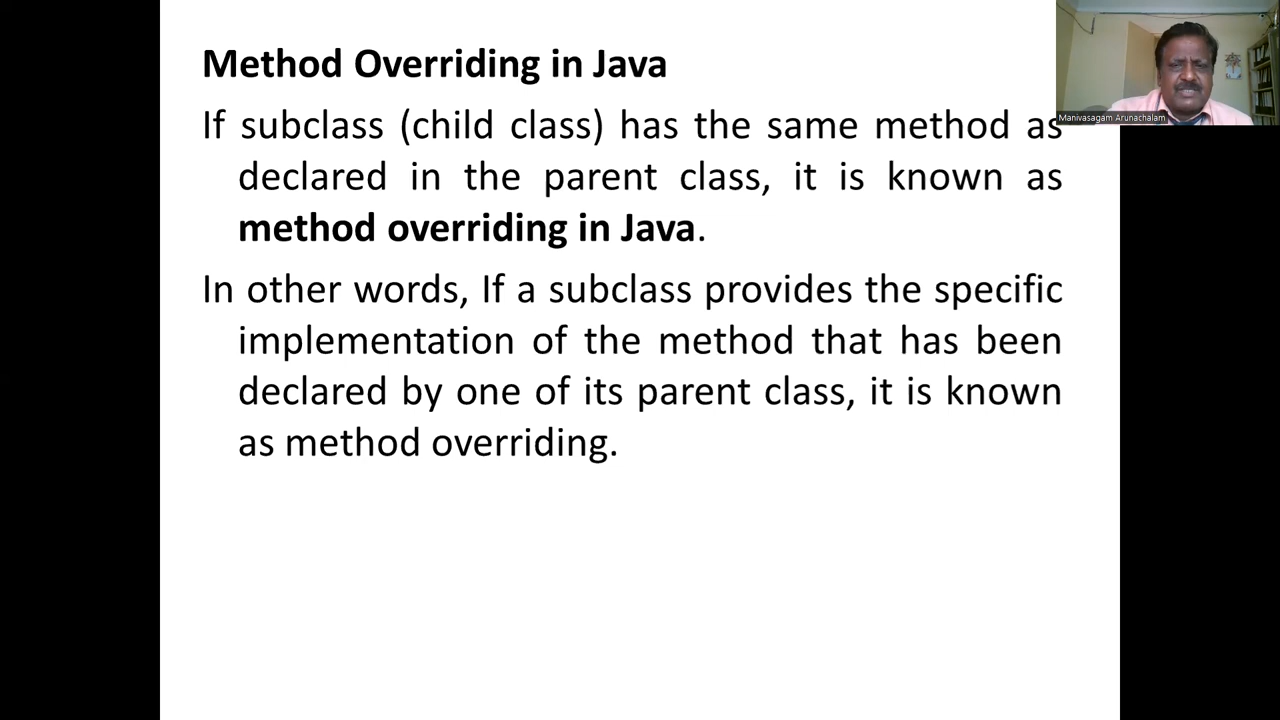 Method Overriding in Java
If subclass (child class) has the same method as
declared in the parent class, it is known as
method overriding in Java.
In other words, If a subclass provides the specific
implementation of the method that has been
declared by one of its parent class, it is known
as method overriding.
Manivasagam Arunachalam